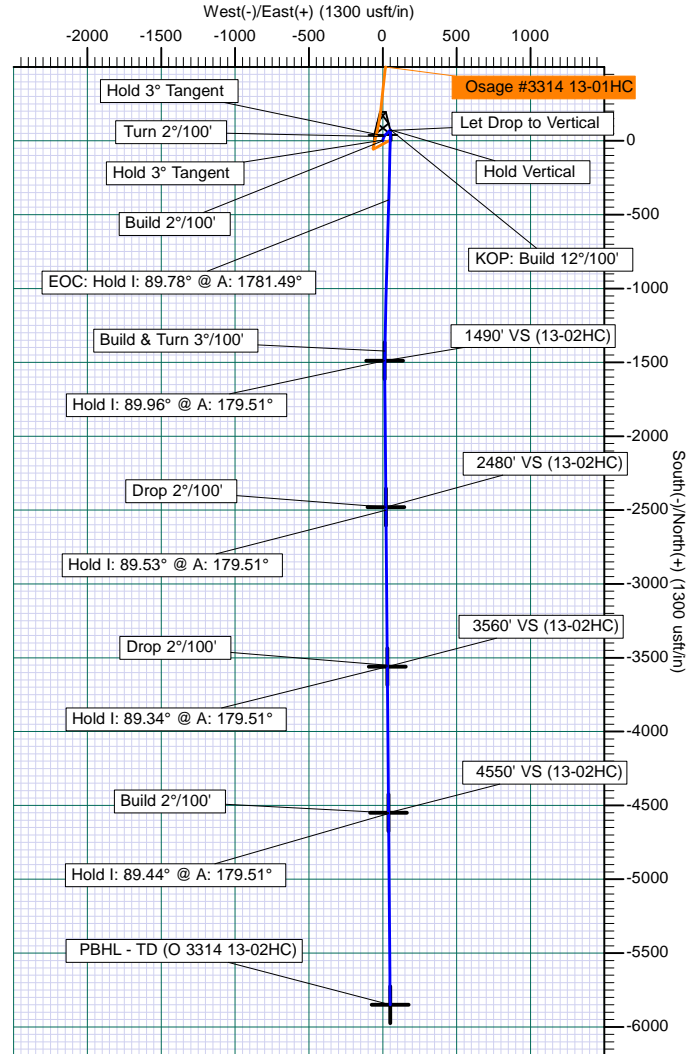 West(-)/East(+) (1300 usft/in)
-2000 -1500 -1000 -500 0 500 1000
Hold 3° Tangent
Osage #3314 13-01HC
Turn 2°/100'
Let Drop to Vertical
0
Hold 3° Tangent
Hold Vertical
Build 2°/100'
-500
KOP: Build 12°/100'
EOC: Hold I: 89.78° @ A: 1781.49°
-1000
Build & Turn 3°/100'
1490' VS (13-02HC)
-1500
Hold I: 89.96° @ A: 179.51°
-2000
South(-)/North(+) (1300 usft/in)
2480' VS (13-02HC)
Drop 2°/100'
-2500
Hold I: 89.53° @ A: 179.51°
-3000
3560' VS (13-02HC)
Drop 2°/100'
-3500
Hold I: 89.34° @ A: 179.51°
-4000
4550' VS (13-02HC)
Build 2°/100'
-4500
Hold I: 89.44° @ A: 179.51°
-5000
PBHL - TD (O 3314 13-02HC)
-5500
-6000